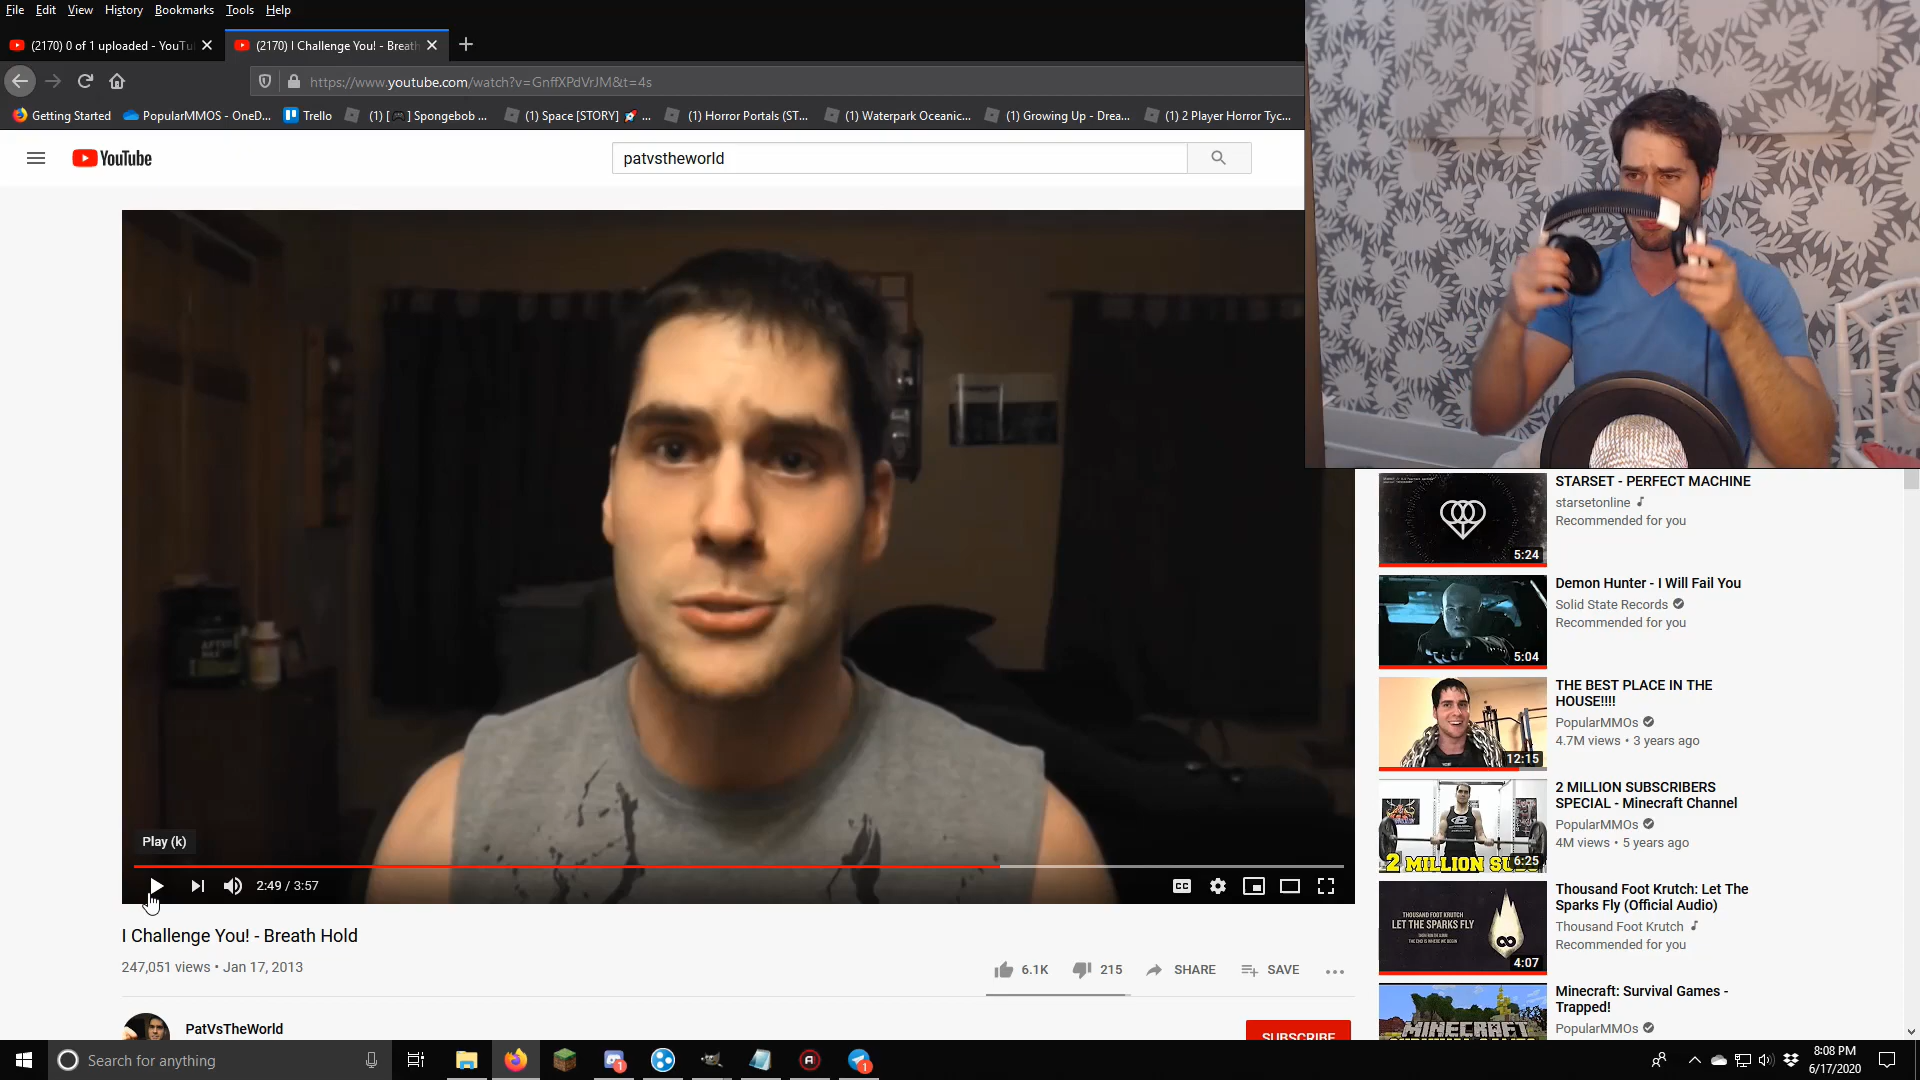 File Edit View History Bookmarks Tools Help
(2170) 0 of 1 uploaded - YouTu
(2170) I Challenge You! - Breath
https://www.youtube.com/watch?v=GnffXPdVrJM&t=4s
Getting Started PopularMMOS - OneD... Trello (1) [🎮] Spongebob ... (1) Space [STORY] 🚀 ... (1) Horror Portals (ST... (1) Waterpark Oceanic... (1) Growing Up - Drea... (1) 2 Player Horror Tyc...
YouTube
patvstheworld
Play (k)
2:49 / 3:57
CC
I Challenge You! - Breath Hold
247,051 views • Jan 17, 2013
6.1K 215 SHARE SAVE
PatVsTheWorld
SUBSCRIBE
STARSET - PERFECT MACHINE
starsetonline
Recommended for you
5:24
Demon Hunter - I Will Fail You
Solid State Records
Recommended for you
5:04
THE BEST PLACE IN THE
HOUSE!!!!
PopularMMOs
4.7M views • 3 years ago
12:15
2 MILLION SUBSCRIBERS
SPECIAL - Minecraft Channel
PopularMMOs
4M views • 5 years ago
2 MILLION SU
6:25
Thousand Foot Krutch: Let The
Sparks Fly (Official Audio)
Thousand Foot Krutch
Recommended for you
THOUSAND FOOT KRUTCH
LET THE SPARKS FLY
4:07
Minecraft: Survival Games -
Trapped!
PopularMMOs
MINECRAFT
Search for anything
8:08 PM
6/17/2020